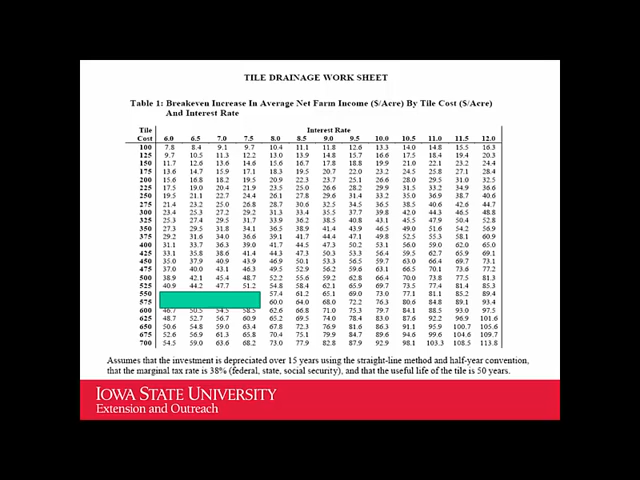 TILE DRAINAGE WORK SHEET
Table 1: Breakeven Increase In Average Net Farm Income ($/Acre) By Tile Cost ($/Acre)
And Interest Rate
Tile Interest Rate
Cost 6.0 6.5 7.0 7.5 8.0 8.5 9.0 9.5 10.0 10.5 11.0 11.5 12.0
100 7.8 8.4 9.1 9.7 10.4 11.1 11.8 12.6 13.3 14.0 14.8 15.5 16.3
125 9.7 10.5 11.3 12.2 13.0 13.9 14.8 15.7 16.6 17.5 18.4 19.4 20.3
150 11.7 12.6 13.6 14.6 15.6 16.7 17.8 18.8 19.9 21.0 22.1 23.2 24.4
175 13.6 14.7 15.9 17.1 18.3 19.5 20.7 22.0 23.2 24.5 25.8 27.1 28.4
200 15.6 16.8 18.2 19.5 20.9 22.3 23.7 25.1 26.6 28.0 29.5 31.0 32.5
225 17.5 19.0 20.4 21.9 23.5 25.0 26.6 28.2 29.9 31.5 33.2 34.9 36.6
250 19.5 21.1 22.7 24.4 26.1 27.8 29.6 31.4 33.2 35.0 36.9 38.7 40.6
275 21.4 23.2 25.0 26.8 28.7 30.6 32.5 34.5 36.5 38.5 40.6 42.6 44.7
300 23.4 25.3 27.2 29.2 31.3 33.4 35.5 37.7 39.8 42.0 44.3 46.5 48.8
325 25.3 27.4 29.5 31.7 33.9 36.2 38.5 40.8 43.1 45.5 47.9 50.4 52.8
350 27.3 29.5 31.8 34.1 36.5 38.9 41.4 43.9 46.5 49.0 51.6 54.2 56.9
375 29.2 31.6 34.0 36.6 39.1 41.7 44.4 47.1 49.8 52.5 55.3 58.1 60.9
400 31.1 33.7 36.3 39.0 41.7 44.5 47.3 50.2 53.1 56.0 59.0 62.0 65.0
425 33.1 35.8 38.6 41.4 44.3 47.3 50.3 53.3 56.4 59.5 62.7 65.9 69.1
450 35.0 37.9 40.9 43.9 46.9 50.1 53.3 56.5 59.7 63.0 66.4 69.7 73.1
475 37.0 40.0 43.1 46.3 49.5 52.9 56.2 59.6 63.1 66.5 70.1 73.6 77.2
500 38.9 42.1 45.4 48.7 52.2 55.6 59.2 62.8 66.4 70.0 73.8 77.5 81.3
525 40.9 44.2 47.7 51.2 54.8 58.4 62.1 65.9 69.7 73.5 77.4 81.4 85.3
550 57.4 61.2 65.1 69.0 73.0 77.1 81.1 85.2 89.4
575 60.0 64.0 68.0 72.2 76.3 80.6 84.8 89.1 93.4
600 46.7 50.5 54.5 58.5 62.6 66.8 71.0 75.3 79.7 84.1 88.5 93.0 97.5
625 48.7 52.7 56.7 60.9 65.2 69.5 74.0 78.4 83.0 87.6 92.2 96.9 101.6
650 50.6 54.8 59.0 63.4 67.8 72.3 76.9 81.6 86.3 91.1 95.9 100.7 105.6
675 52.6 56.9 61.3 65.8 70.4 75.1 79.9 84.7 89.6 94.6 99.6 104.6 109.7
700 54.5 59.0 63.6 68.2 73.0 77.9 82.8 87.9 92.9 98.1 103.3 108.5 113.8
Assumes that the investment is depreciated over 15 years using the straight-line method and half-year convention,
that the marginal tax rate is 38% (federal, state, social security), and that the useful life of the tile is 50 years.
IOWA STATE UNIVERSITY
Extension and Outreach